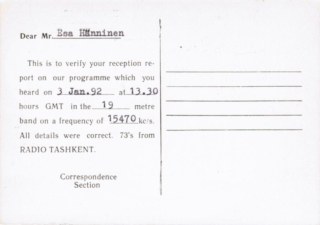 Dear Mr. Esa Hänninen
This is to verify your reception re-
port on our programme which you
heard on 3 Jan.92 at 13.30
hours GMT in the 19 metre
band on a frequency of 15470 kc/s.
All details were correct. 73's from
RADIO TASHKENT.
Correspondence
Section